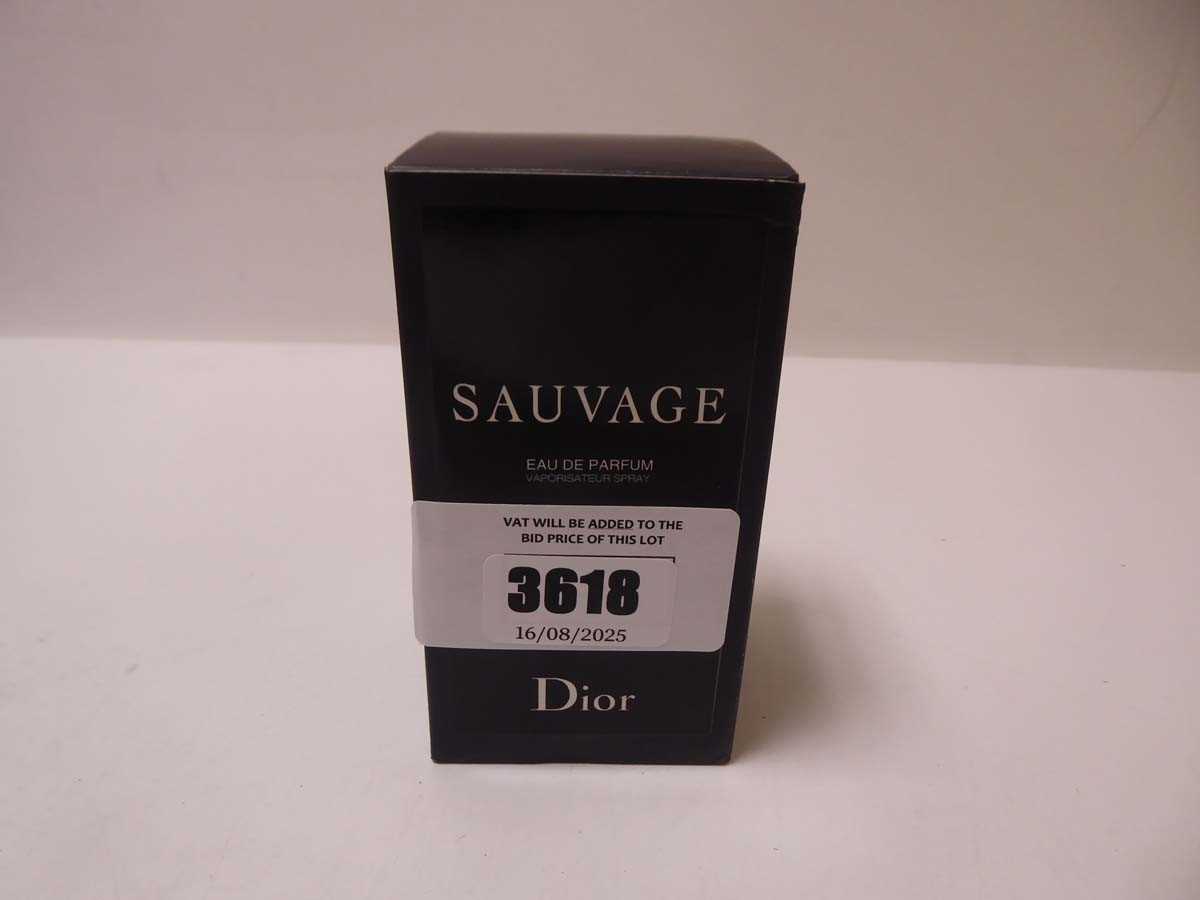 SAUVAGE
EAU DE PARFUM
VAPORISATEUR SPRAY
VAT WILL BE ADDED TO THE
BID PRICE OF THIS LOT
3618
16/08/2025
Dior